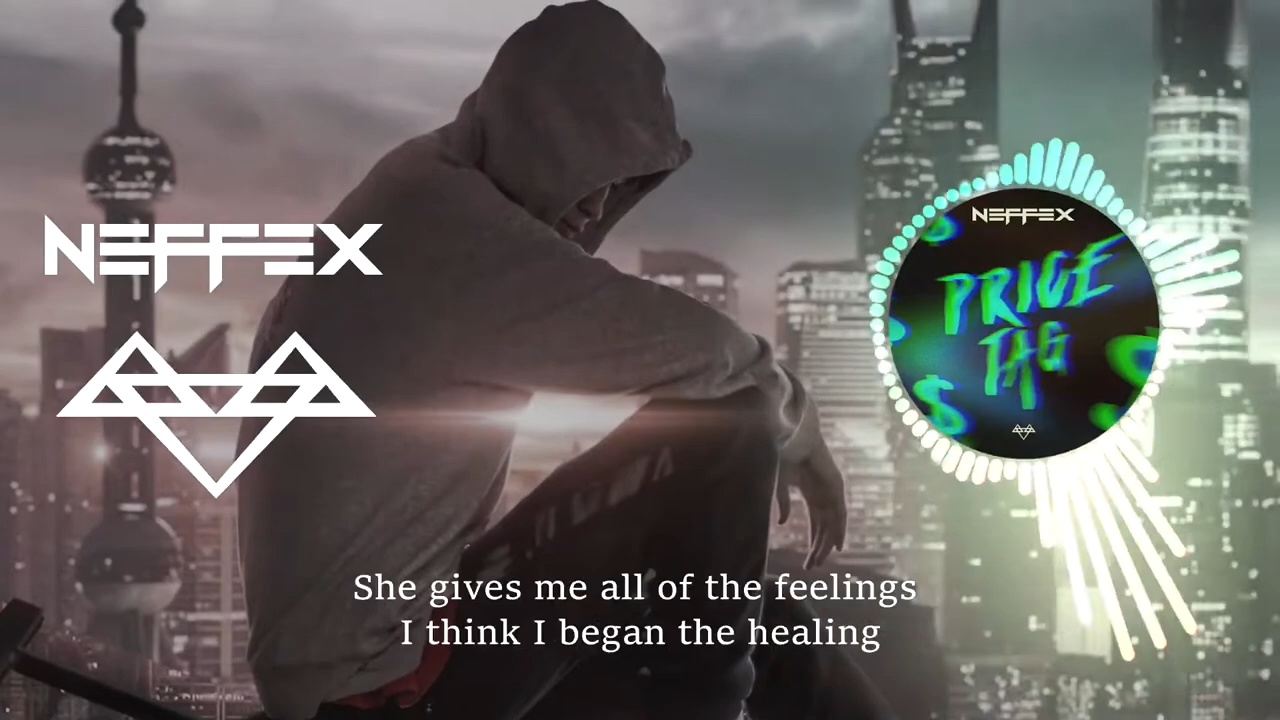 NEFFEX
NEFFEX
PRICE
TAG
She gives me all of the feelings
I think I began the healing